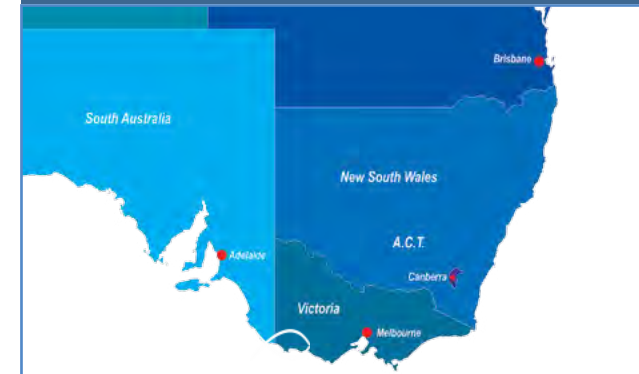 Brisbane
South Australia
New South Wales
A.C.T.
Adelaide
Canberra
Victoria
Melbourne